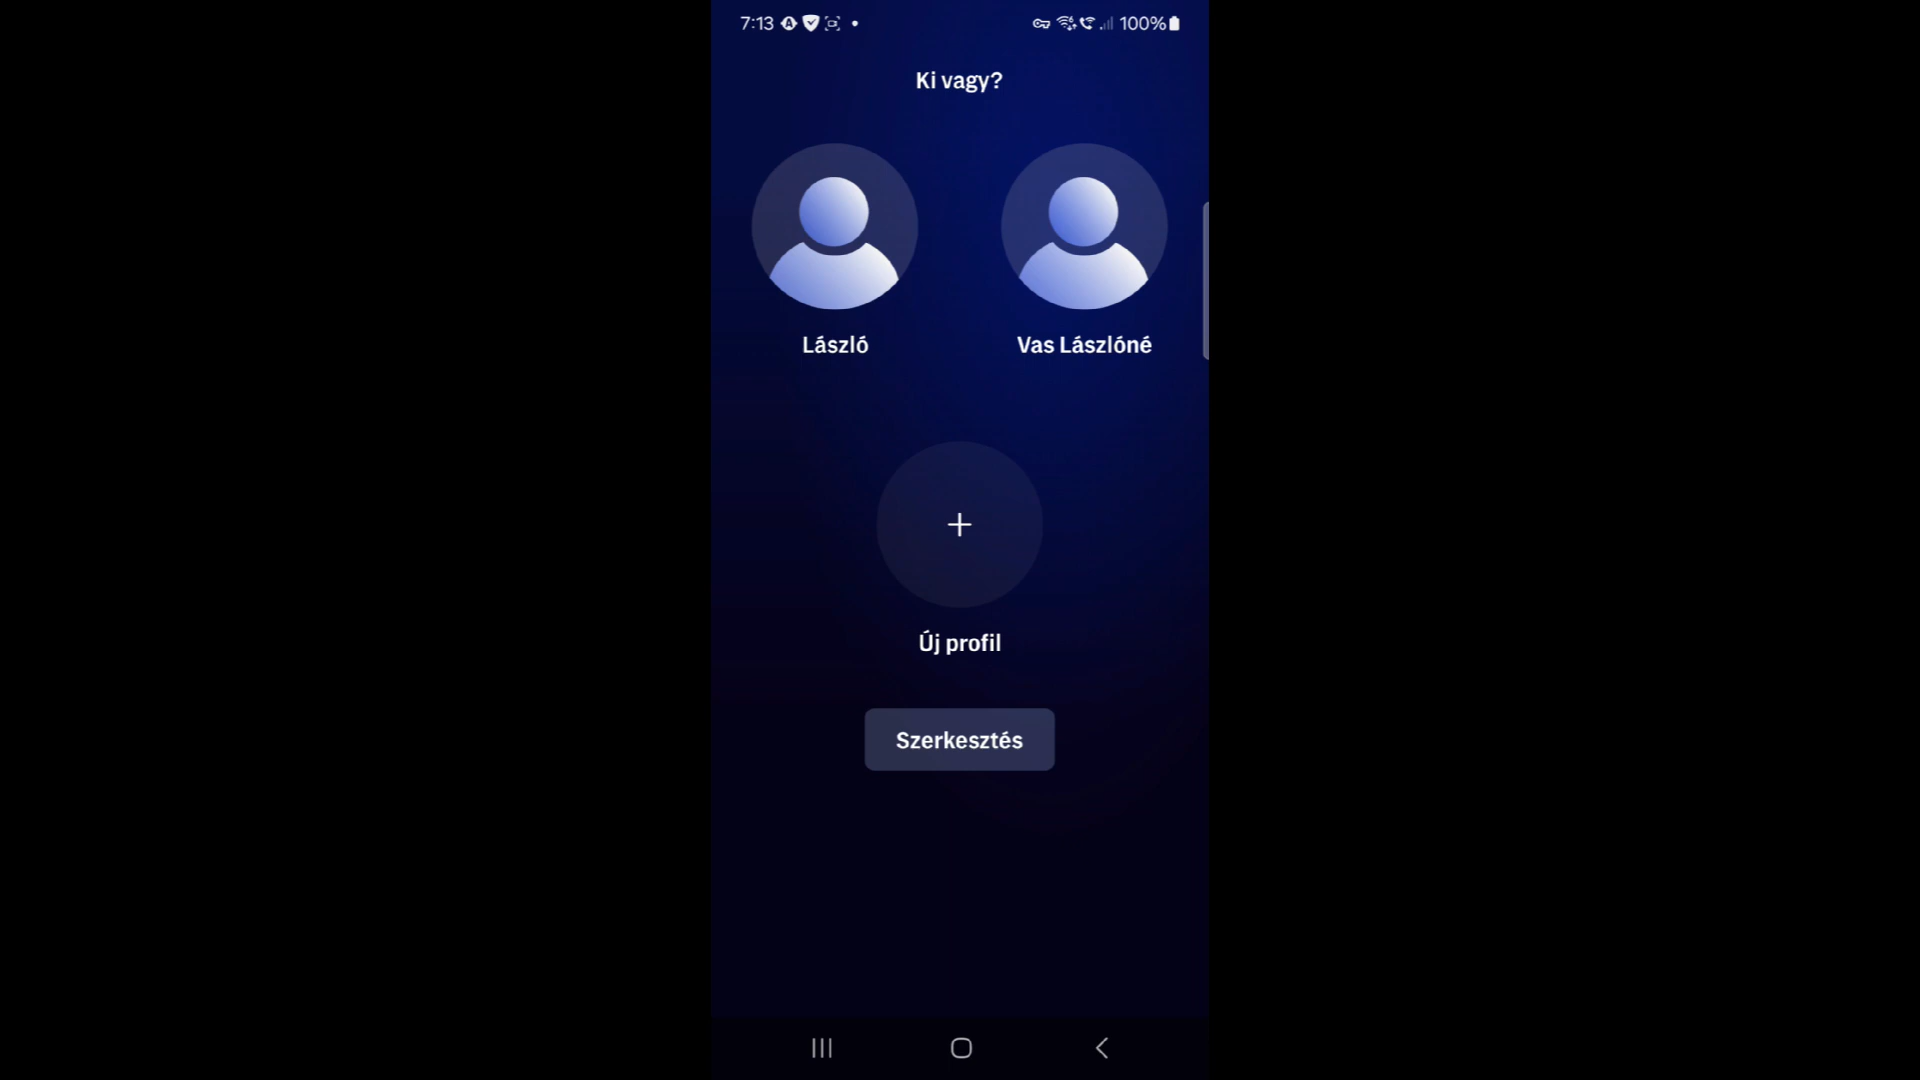 7:13 100%
Ki vagy?
László Vas Lászlóné
Új profil
Szerkesztés